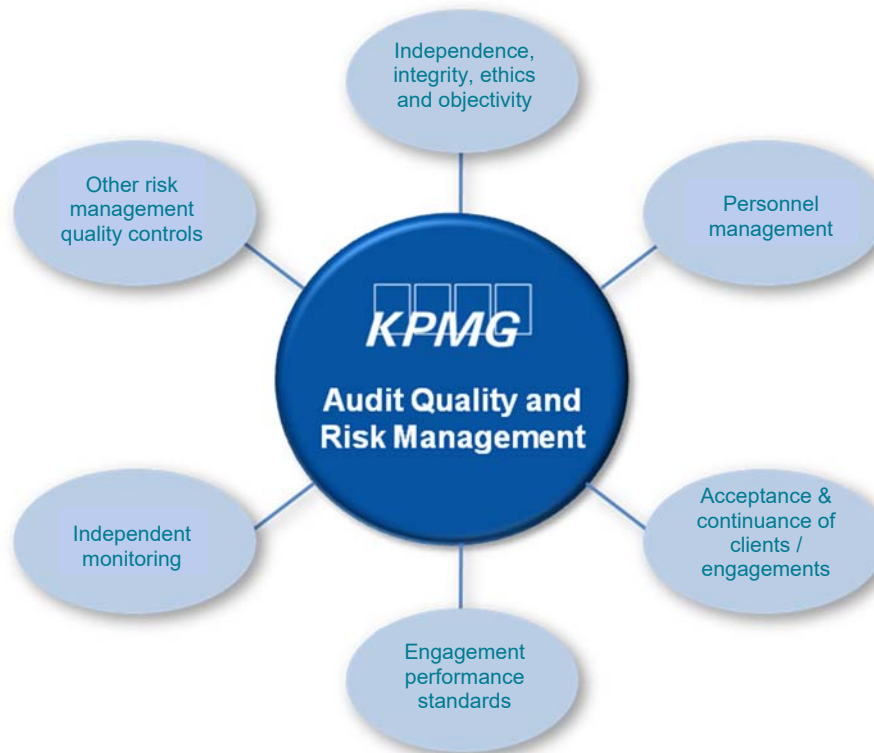 Independence,
integrity, ethics
and objectivity
Other risk
management
quality controls
Personnel
management
KPMG
Audit Quality and
Risk Management
Independent
monitoring
Acceptance &
continuance of
clients /
engagements
Engagement
performance
standards